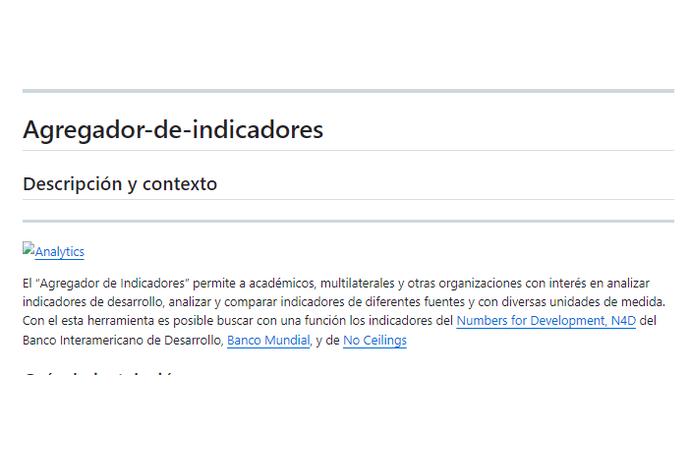 Agregador-de-indicadores
Descripción y contexto
Analytics
El “Agregador de Indicadores” permite a académicos, multilaterales y otras organizaciones con interés en analizar
indicadores de desarrollo, analizar y comparar indicadores de diferentes fuentes y con diversas unidades de medida.
Con el esta herramienta es posible buscar con una función los indicadores del Numbers for Development, N4D del
Banco Interamericano de Desarrollo, Banco Mundial, y de No Ceilings